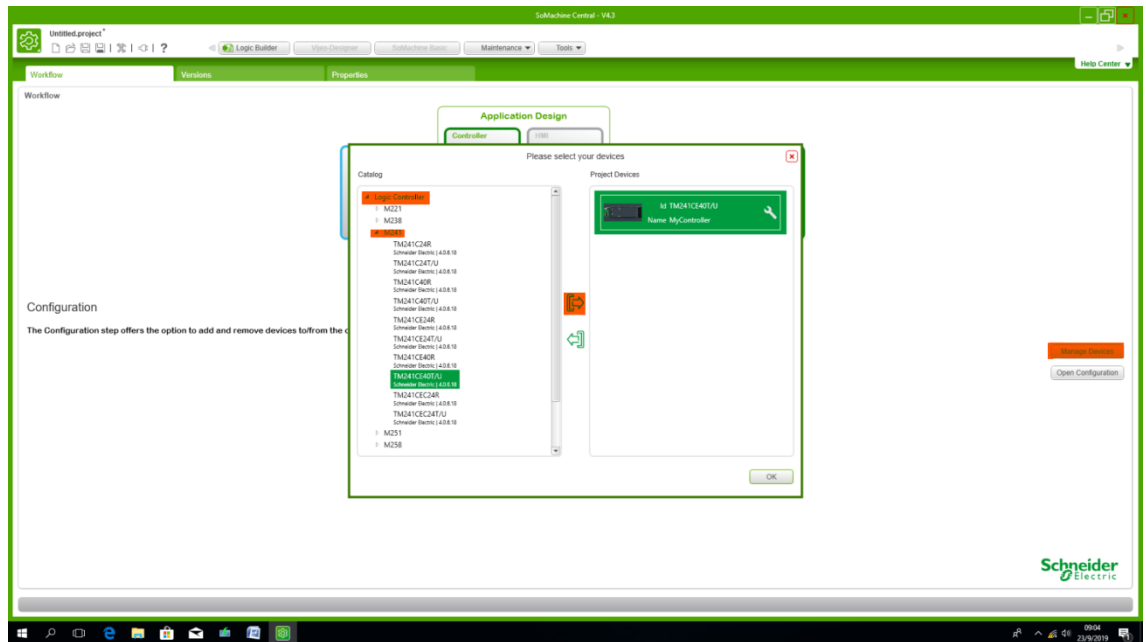 SoMachine Central - V4.3
Untitled.project*
Logic Builder
Vijeo-Designer
SoMachine Basic
Maintenance
Tools
Help Center
Workflow
Versions
Properties
Workflow
Application Design
Controller
HMI
Please select your devices
Catalog
Project Devices
Logic Controller
M221
M238
M241
TM241C24R
Schneider Electric | 4.0.6.18
TM241C24T/U
Schneider Electric | 4.0.6.18
TM241C40R
Schneider Electric | 4.0.6.18
TM241C40T/U
Schneider Electric | 4.0.6.18
TM241CE24R
Schneider Electric | 4.0.6.18
TM241CE24T/U
Schneider Electric | 4.0.6.18
TM241CE40R
Schneider Electric | 4.0.6.18
TM241CE40T/U
Schneider Electric | 4.0.6.18
TM241CEC24R
Schneider Electric | 4.0.6.18
TM241CEC24T/U
Schneider Electric | 4.0.6.18
M251
M258
Id TM241CE40T/U
Name MyController
OK
Configuration
The Configuration step offers the option to add and remove devices to/from the
Manage Devices
Open Configuration
Schneider
Electric
09:04
23/9/2019